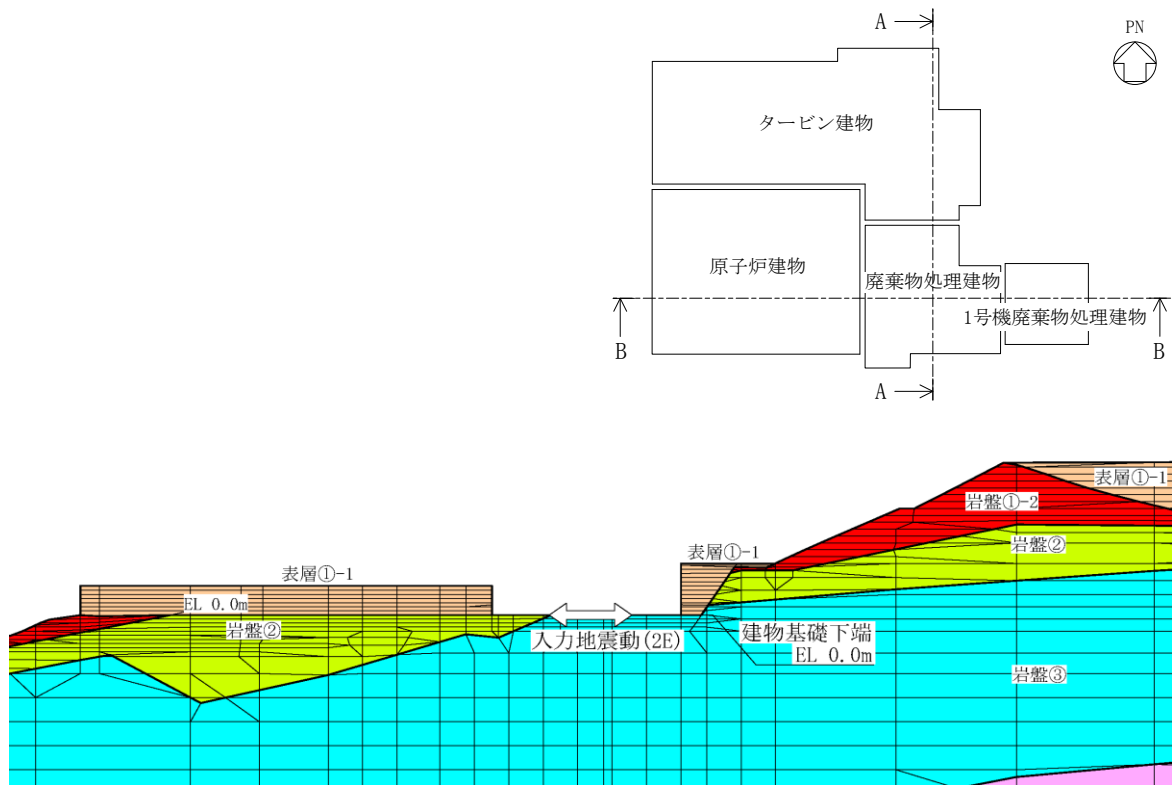 A
PN
タービン建物
原子炉建物
廃棄物処理建物
1号機廃棄物処理建物
B
B
A
表層①-1
岩盤①-2
岩盤②
表層①-1
表層①-1
EL 0.0m
岩盤②
入力地震動(2E)
建物基礎下端
EL 0.0m
岩盤③